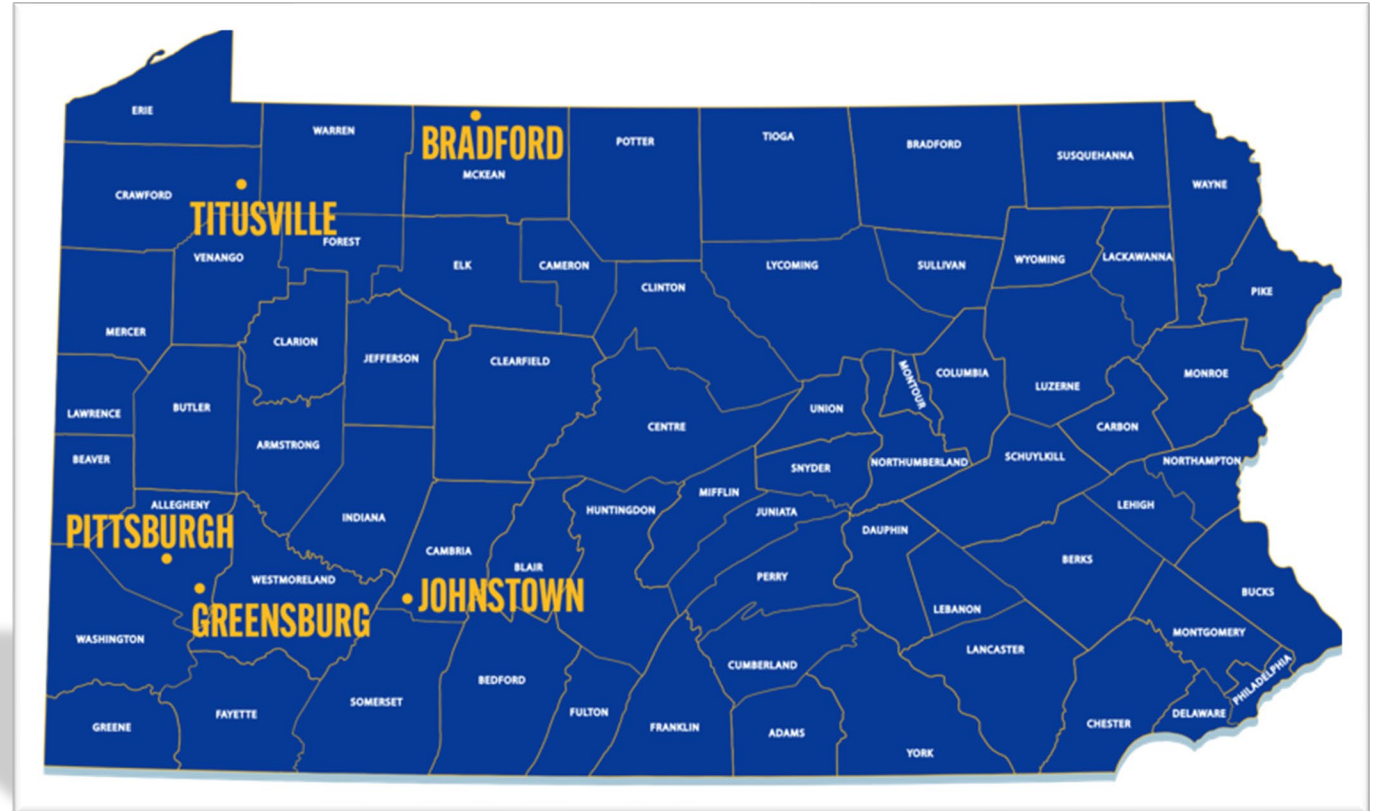 ERIE
WARREN
BRADFORD
MCKEAN
POTTER
TIOGA
BRADFORD
SUSQUEHANNA
WAYNE
CRAWFORD
TITUSVILLE
VENANGO
FOREST
ELK
CAMERON
CLINTON
LYCOMING
SULLIVAN
WYOMING
LACKAWANNA
PIKE
MERCER
CLARION
JEFFERSON
CLEARFIELD
MONTOUR
COLUMBIA
LUZERNE
MONROE
LAWRENCE
BUTLER
CENTRE
UNION
CARBON
BEAVER
ARMSTRONG
SNYDER
NORTHUMBERLAND
SCHUYLKILL
NORTHAMPTON
ALLEGHENY
PITTSBURGH
INDIANA
HUNTINGDON
MIFFLIN
JUNIATA
DAUPHIN
LEHIGH
CAMBRIA
BLAIR
BERKS
WESTMORELAND
JOHNSTOWN
PERRY
LEBANON
BUCKS
GREENSBURG
WASHINGTON
MONTGOMERY
LANCASTER
CUMBERLAND
BEDFORD
PHILADELPHIA
GREENE
FAYETTE
SOMERSET
FULTON
FRANKLIN
ADAMS
YORK
CHESTER
DELAWARE